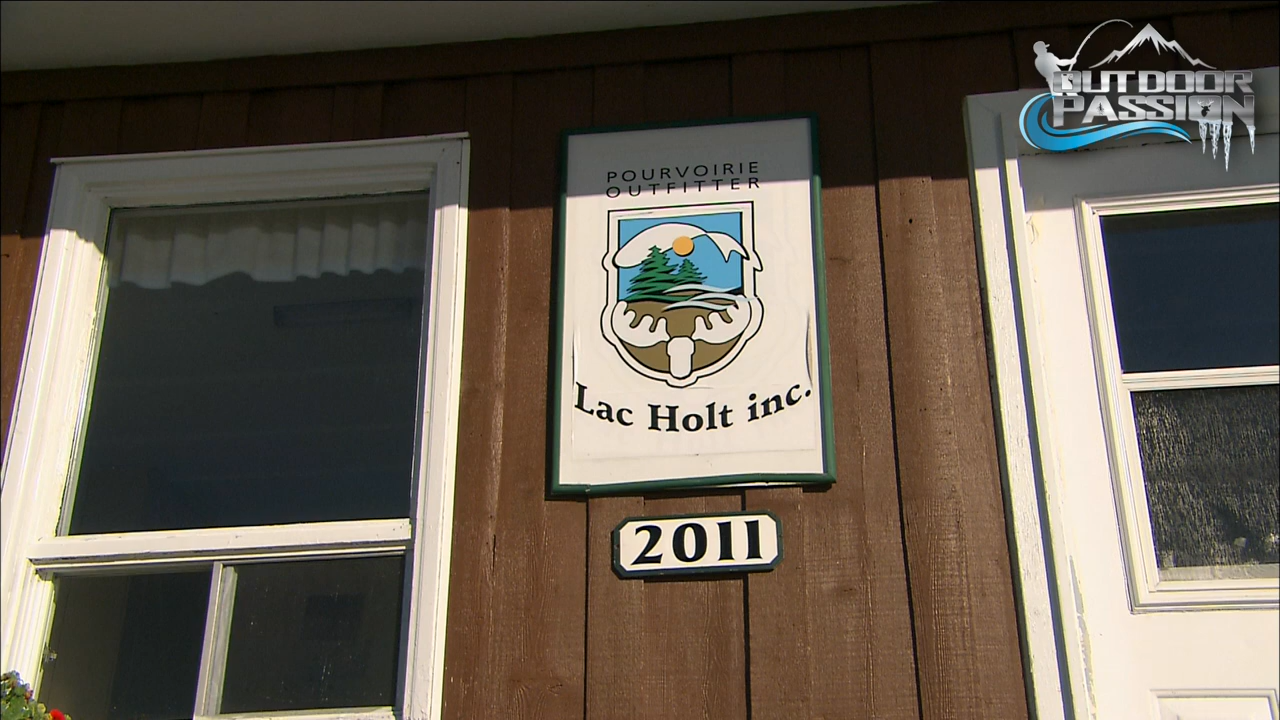 OUTDOOR
PASSION
POURVOIRIE
OUTFITTER
Lac Holt inc.
2011